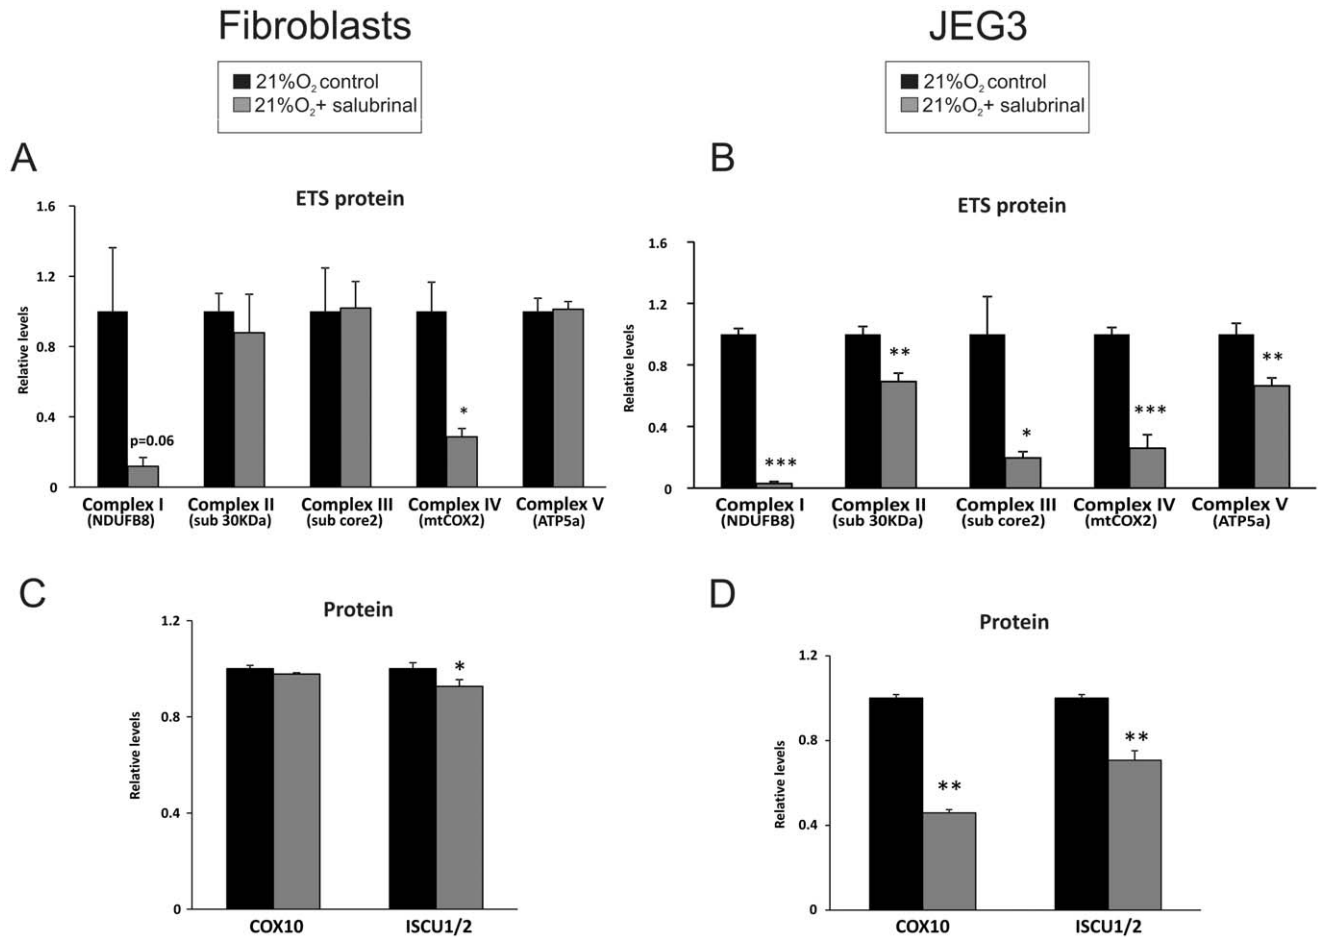 Fibroblasts
21%O₂ control
21%O₂+ salubrinal
JEG3
21%O₂ control
21%O₂+ salubrinal
A
ETS protein
Relative levels
1.6
1.2
0.8
0.4
0
p=0.06
*
Complex I
(NDUFB8)
Complex II
(sub 30KDa)
Complex III
(sub core2)
Complex IV
(mtCOX2)
Complex V
(ATP5a)
B
ETS protein
Relative levels
1.6
1.2
0.8
0.4
0
***
**
*
***
**
Complex I
(NDUFB8)
Complex II
(sub 30KDa)
Complex III
(sub core2)
Complex IV
(mtCOX2)
Complex V
(ATP5a)
C
Protein
Relative levels
1.2
0.8
0.4
0
*
COX10
ISCU1/2
D
Protein
Relative levels
1.2
0.8
0.4
0
**
**
COX10
ISCU1/2